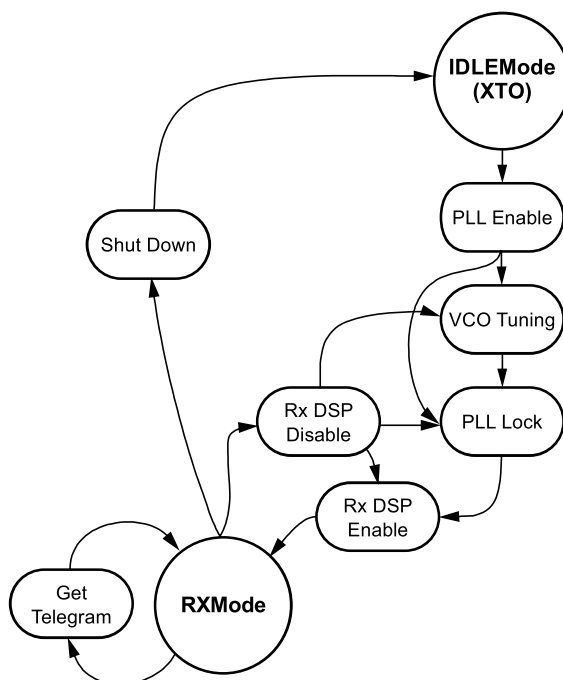 IDLEMode
(XTO)
PLL Enable
Shut Down
VCO Tuning
Rx DSP
Disable
PLL Lock
Rx DSP
Enable
Get
Telegram
RXMode